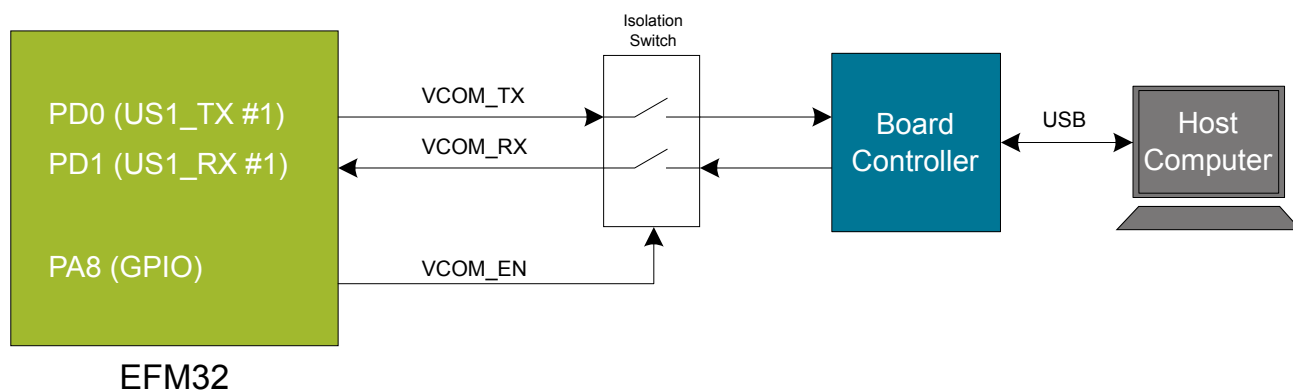 Isolation
Switch
PD0 (US1_TX #1)
VCOM_TX
PD1 (US1_RX #1)
VCOM_RX
PA8 (GPIO)
VCOM_EN
Board
Controller
USB
Host
Computer
EFM32